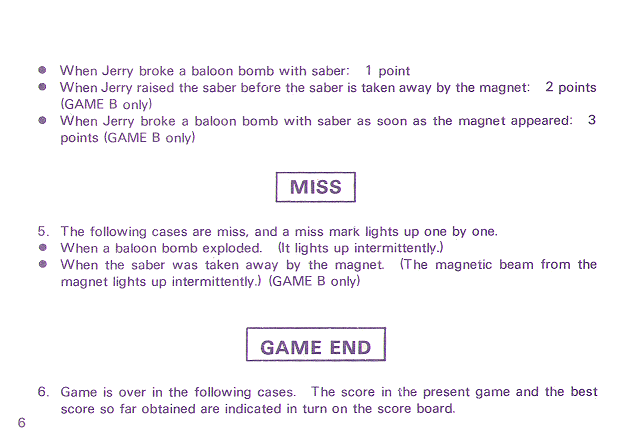 ● When Jerry broke a baloon bomb with saber: 1 point
● When Jerry raised the saber before the saber is taken away by the magnet: 2 points
(GAME B only)
● When Jerry broke a baloon bomb with saber as soon as the magnet appeared: 3
points (GAME B only)
MISS
5. The following cases are miss, and a miss mark lights up one by one.
● When a baloon bomb exploded. (It lights up intermittently.)
● When the saber was taken away by the magnet. (The magnetic beam from the
magnet lights up intermittently.) (GAME B only)
GAME END
6. Game is over in the following cases. The score in the present game and the best
score so far obtained are indicated in turn on the score board.
6